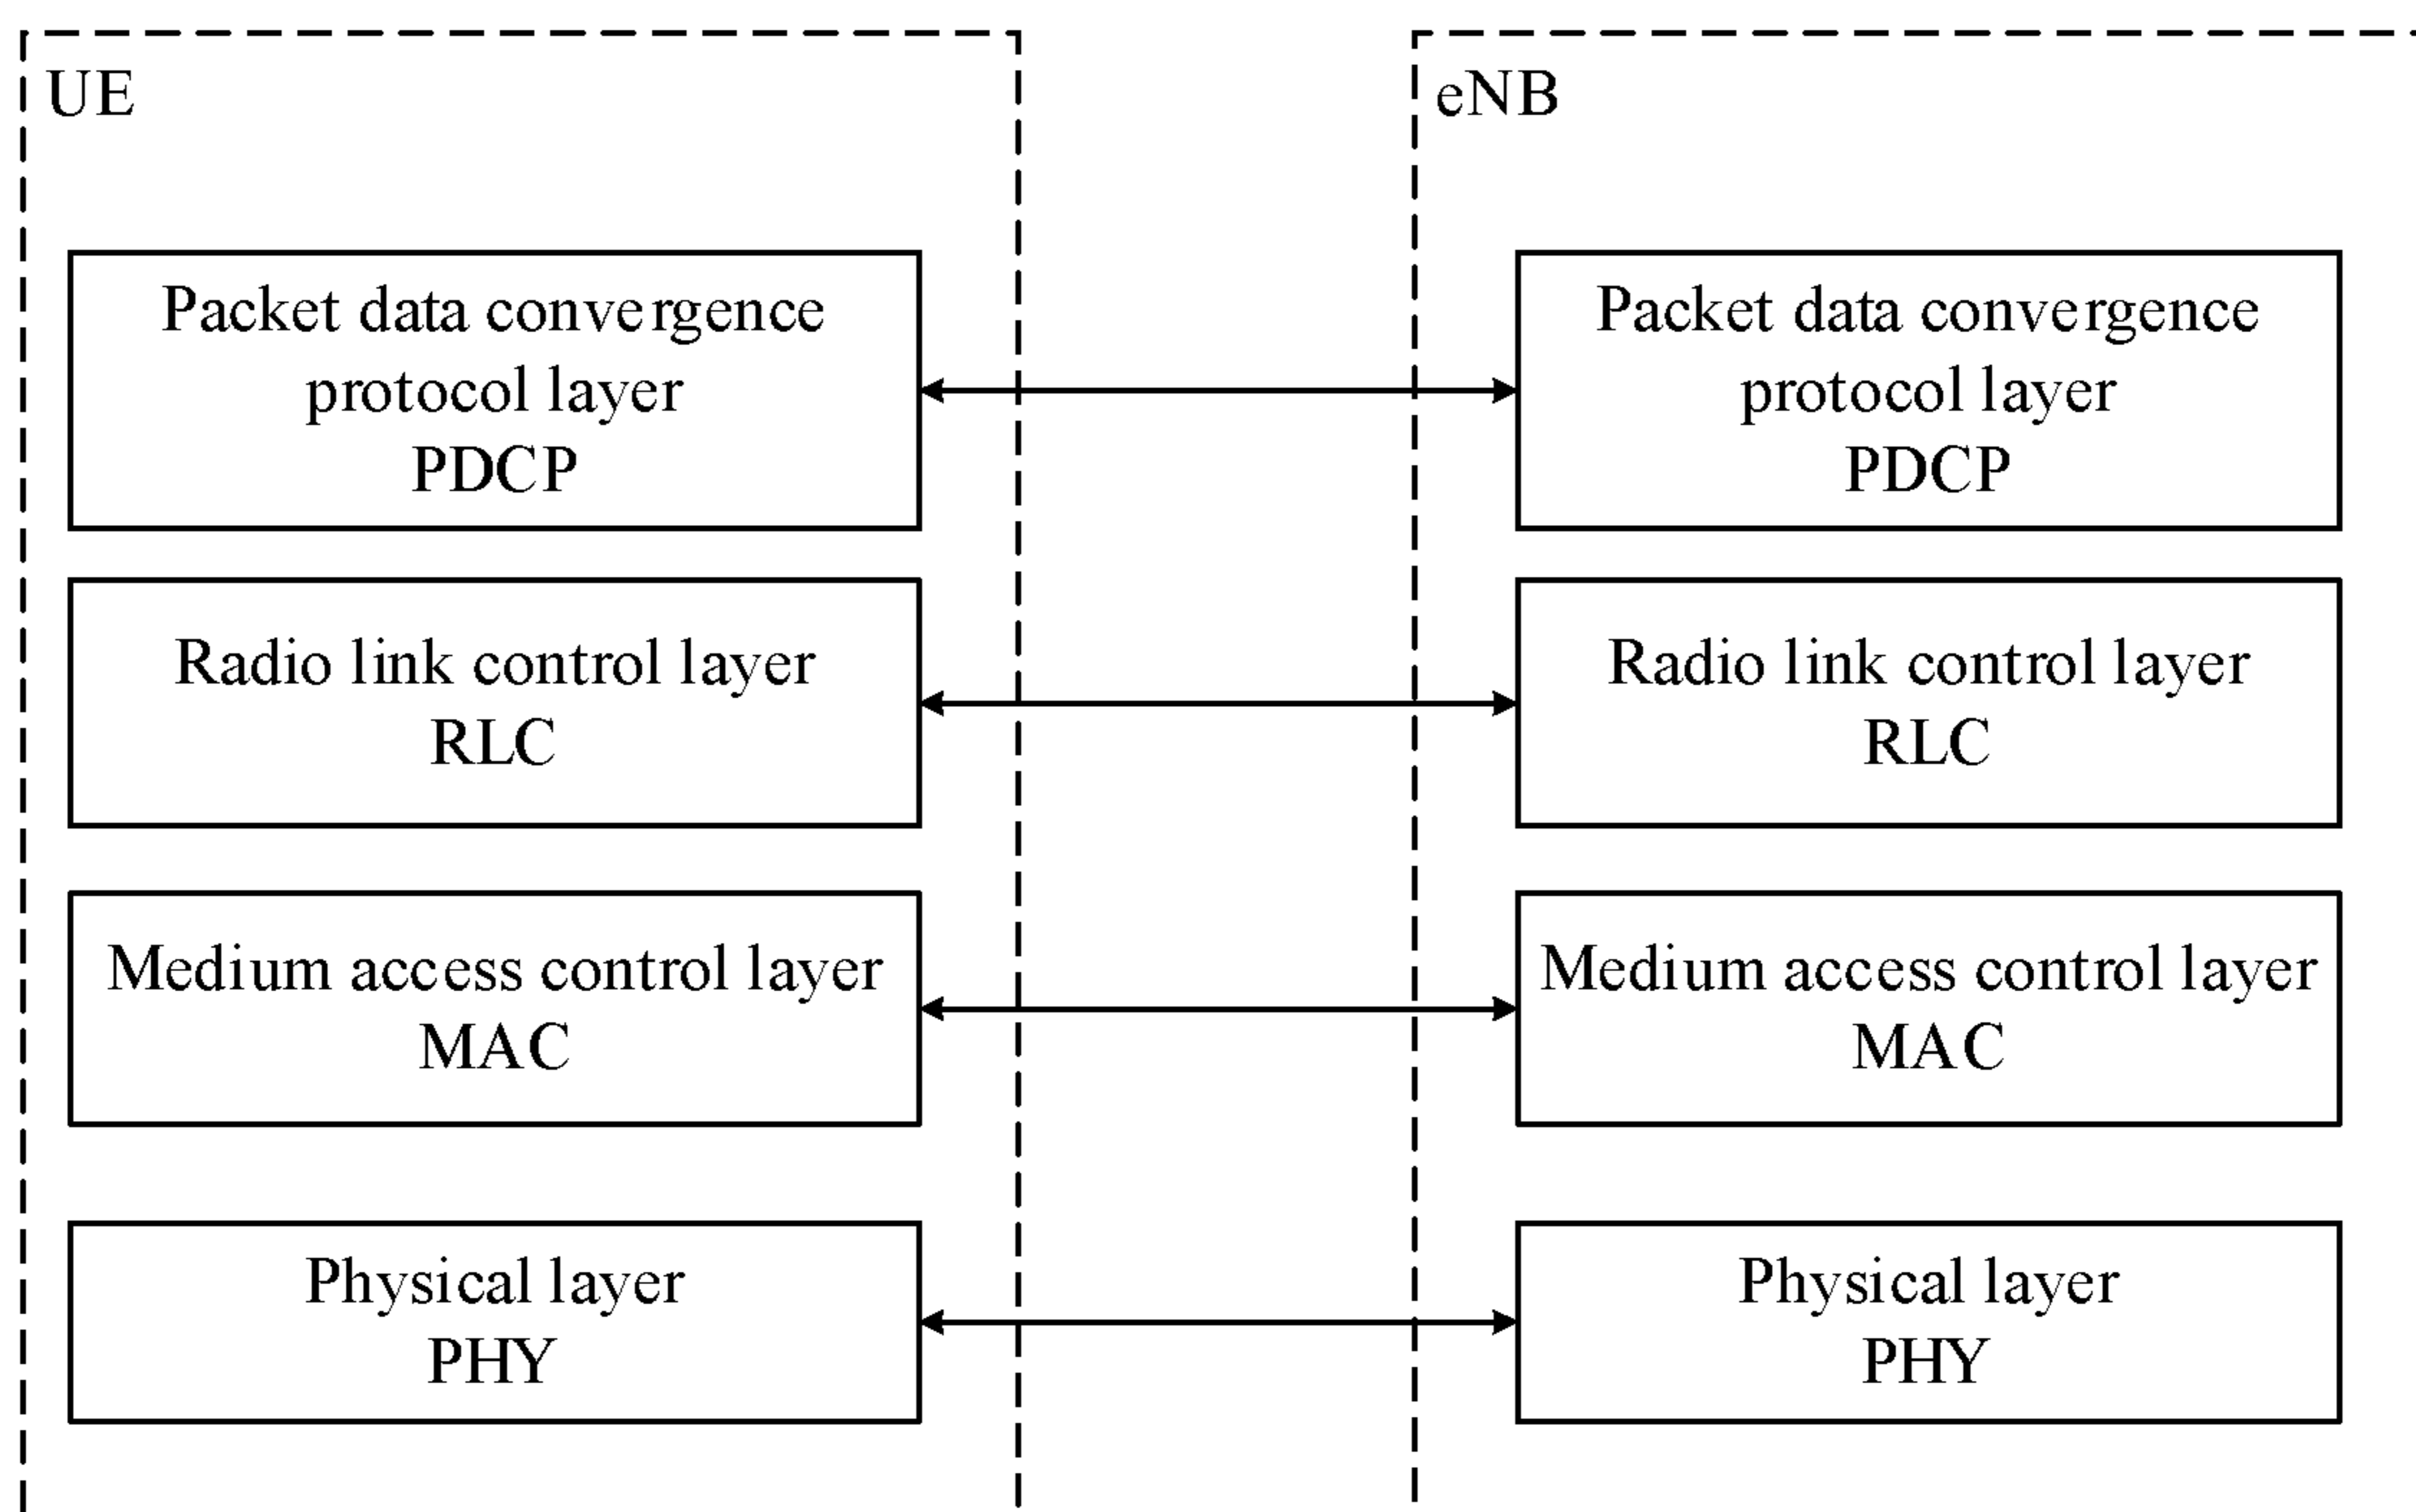 UE
Packet data convergence
protocol layer
PDCP
Radio link control layer
RLC
Medium access control layer
MAC
Physical layer
PHY
eNB
Packet data convergence
protocol layer
PDCP
Radio link control layer
RLC
Medium access control layer
MAC
Physical layer
PHY